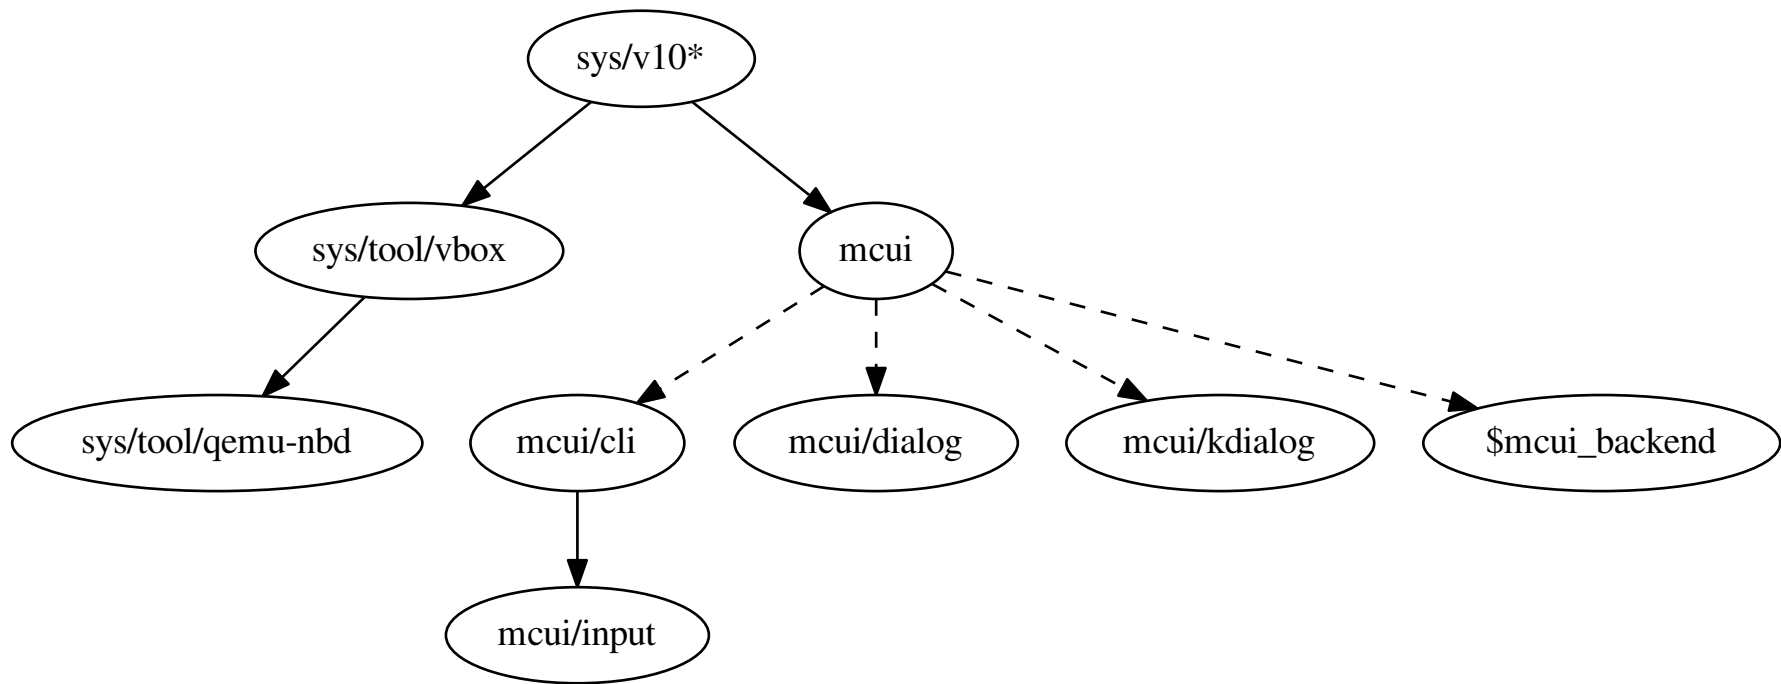 sys/v10*
sys/tool/vbox
mcui
sys/tool/qemu-nbd
mcui/cli
mcui/dialog
mcui/kdialog
$mcui_backend
mcui/input